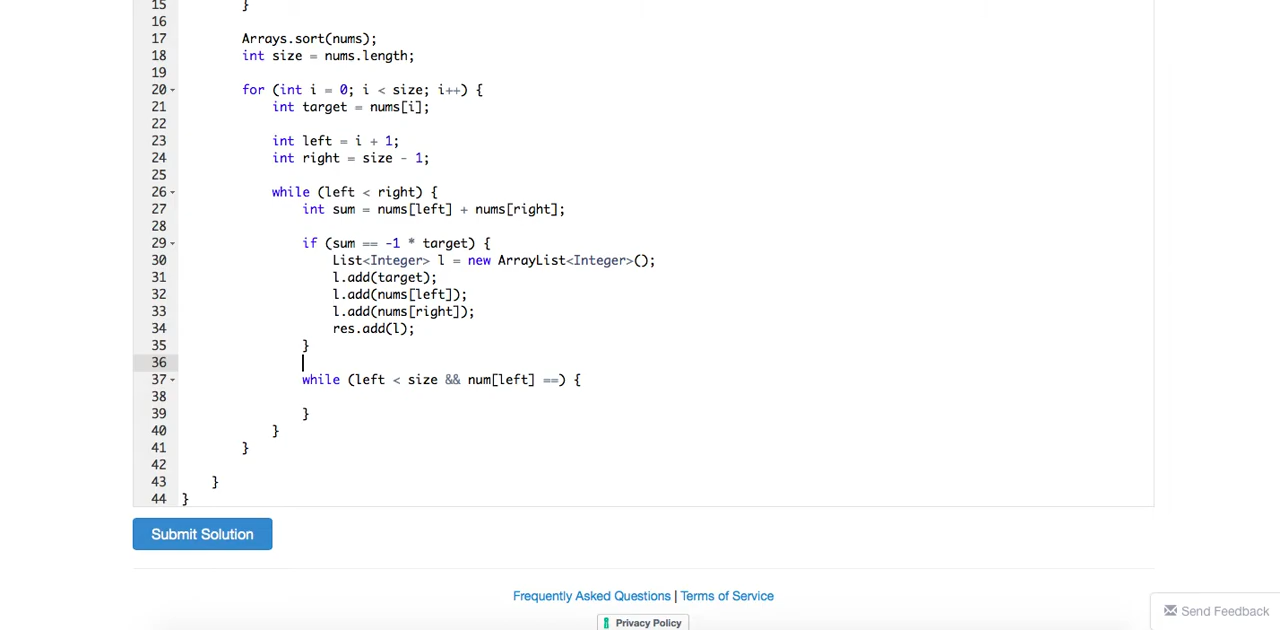 15 }
16
17 Arrays.sort(nums);
18 int size = nums.length;
19
20 for (int i = 0; i < size; i++) {
21 int target = nums[i];
22
23 int left = i + 1;
24 int right = size - 1;
25
26 while (left < right) {
27 int sum = nums[left] + nums[right];
28
29 if (sum == -1 * target) {
30 List<Integer> l = new ArrayList<Integer>();
31 l.add(target);
32 l.add(nums[left]);
33 l.add(nums[right]);
34 res.add(l);
35 }
36
37 while (left < size && num[left] ==) {
38
39 }
40 }
41 }
42
43 }
44 }
Submit Solution
Frequently Asked Questions | Terms of Service
Privacy Policy
Send Feedback